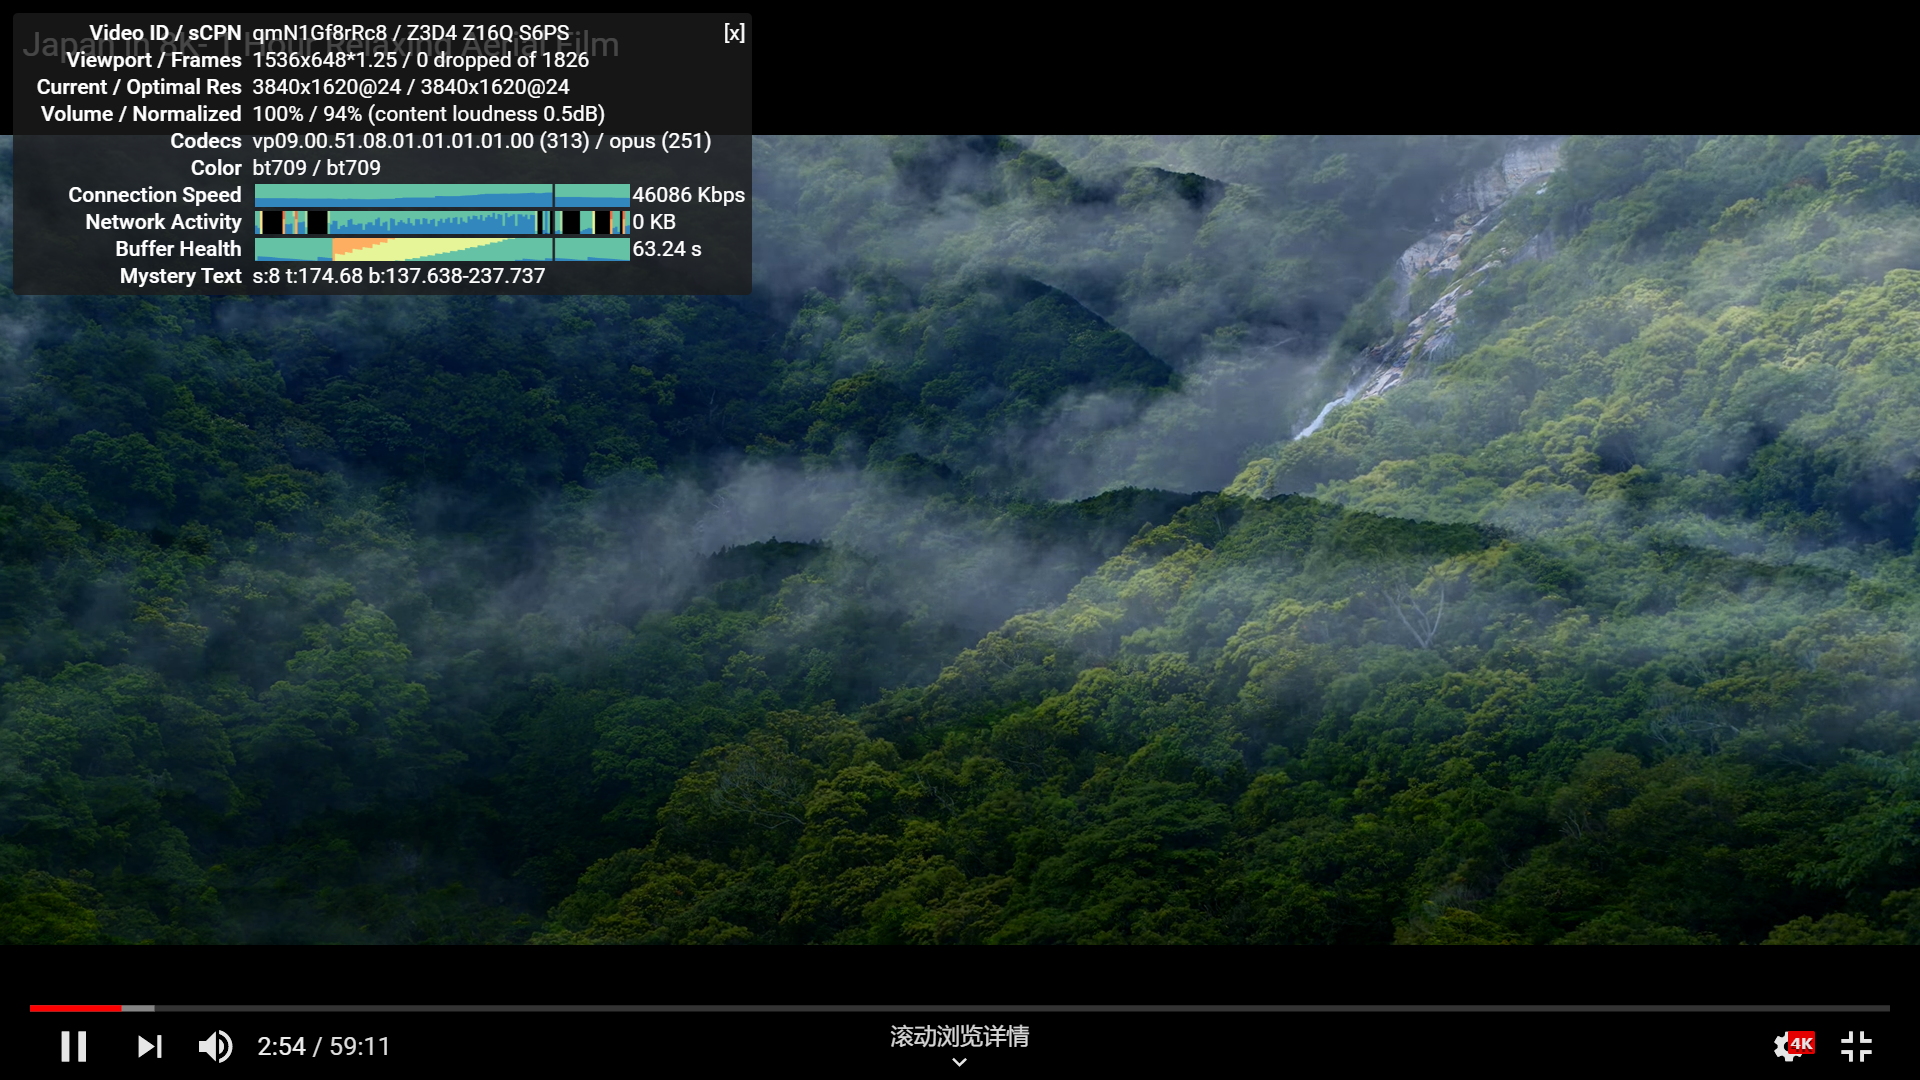 Japan in 8K- 1 Hour Relaxing Aerial Film
Video ID / sCPN qmN1Gf8rRc8 / Z3D4 Z16Q S6PS [x]
Viewport / Frames 1536x648*1.25 / 0 dropped of 1826
Current / Optimal Res 3840x1620@24 / 3840x1620@24
Volume / Normalized 100% / 94% (content loudness 0.5dB)
Codecs vp09.00.51.08.01.01.01.01.00 (313) / opus (251)
Color bt709 / bt709
Connection Speed 46086 Kbps
Network Activity 0 KB
Buffer Health 63.24 s
Mystery Text s:8 t:174.68 b:137.638-237.737
滚动浏览详情
2:54 / 59:11
4K